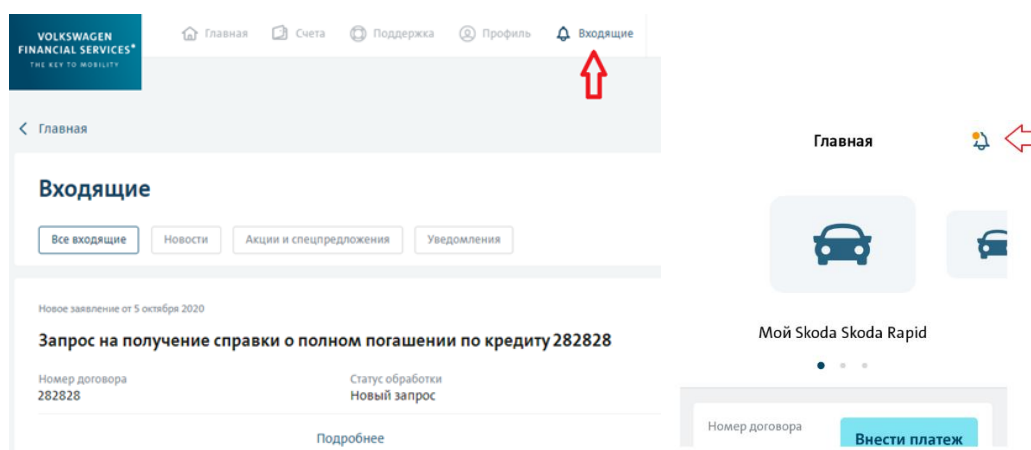 VOLKSWAGEN
FINANCIAL SERVICES*
THE KEY TO MOBILITY
Главная
Счета
Поддержка
Профиль
Входящие
Главная
Входящие
Все входящие
Новости
Акции и спецпредложения
Уведомления
Новое заявление от 5 октября 2020
Запрос на получение справки о полном погашении по кредиту 282828
Номер договора
Статус обработки
282828
Новый запрос
Подробнее
Главная
Мой Skoda Skoda Rapid
Номер договора
Внести платеж